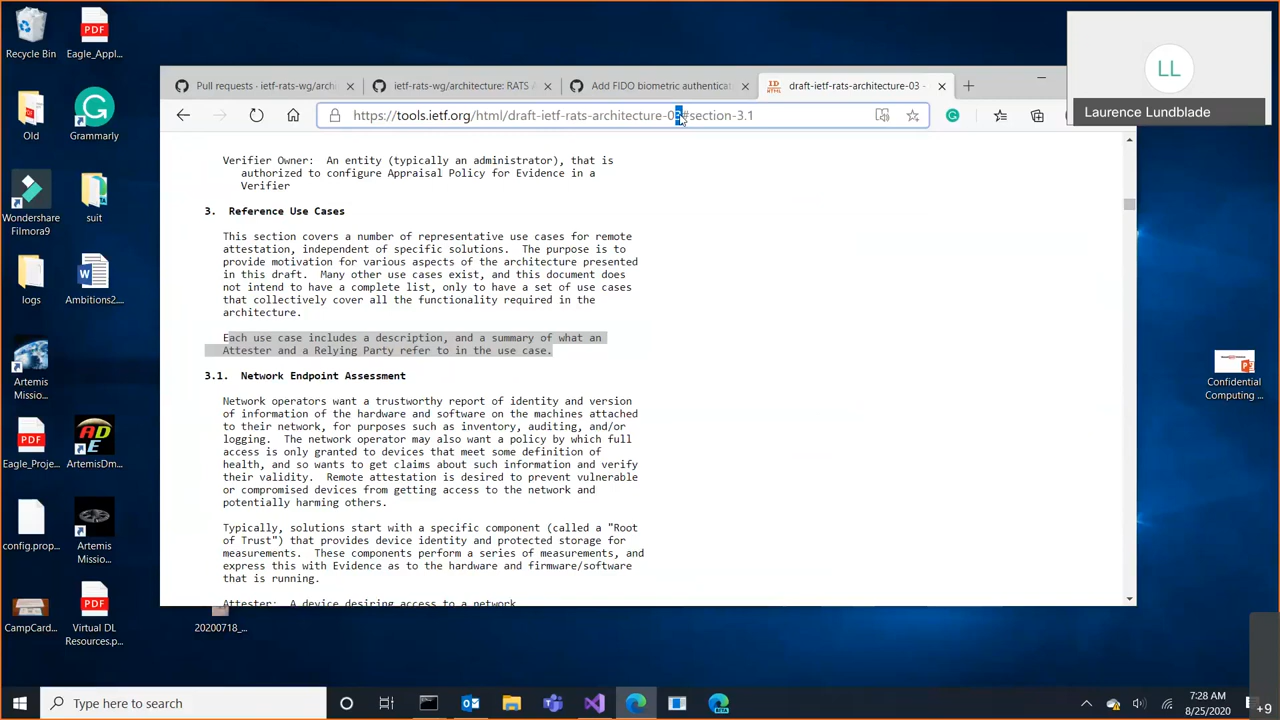 Recycle Bin
Eagle_Appl...
Old
Grammarly
Wondershare
Filmora9
suit
logs
Ambitions2...
Artemis
Missio...
Eagle_Proje...
ArtemisDm...
config.prop...
Artemis
Missio...
CampCard...
Virtual DL
Resources.p...
20200718_...
Pull requests · ietf-rats-wg/archi
ietf-rats-wg/architecture: RATS A
Add FIDO biometric authenticat
draft-ietf-rats-architecture-03 -
https://tools.ietf.org/html/draft-ietf-rats-architecture-03#section-3.1
LL
Laurence Lundblade
Verifier Owner: An entity (typically an administrator), that is
authorized to configure Appraisal Policy for Evidence in a
Verifier
3. Reference Use Cases
This section covers a number of representative use cases for remote
attestation, independent of specific solutions. The purpose is to
provide motivation for various aspects of the architecture presented
in this draft. Many other use cases exist, and this document does
not intend to have a complete list, only to have a set of use cases
that collectively cover all the functionality required in the
architecture.
Each use case includes a description, and a summary of what an
Attester and a Relying Party refer to in the use case.
3.1. Network Endpoint Assessment
Network operators want a trustworthy report of identity and version
of information of the hardware and software on the machines attached
to their network, for purposes such as inventory, auditing, and/or
logging. The network operator may also want a policy by which full
access is only granted to devices that meet some definition of
health, and so wants to get claims about such information and verify
their validity. Remote attestation is desired to prevent vulnerable
or compromised devices from getting access to the network and
potentially harming others.
Typically, solutions start with a specific component (called a "Root
of Trust") that provides device identity and protected storage for
measurements. These components perform a series of measurements, and
express this with Evidence as to the hardware and firmware/software
that is running.
Attester: A device desiring access to a network
Confidential
Computing ...
Type here to search
7:28 AM
8/25/2020
+9